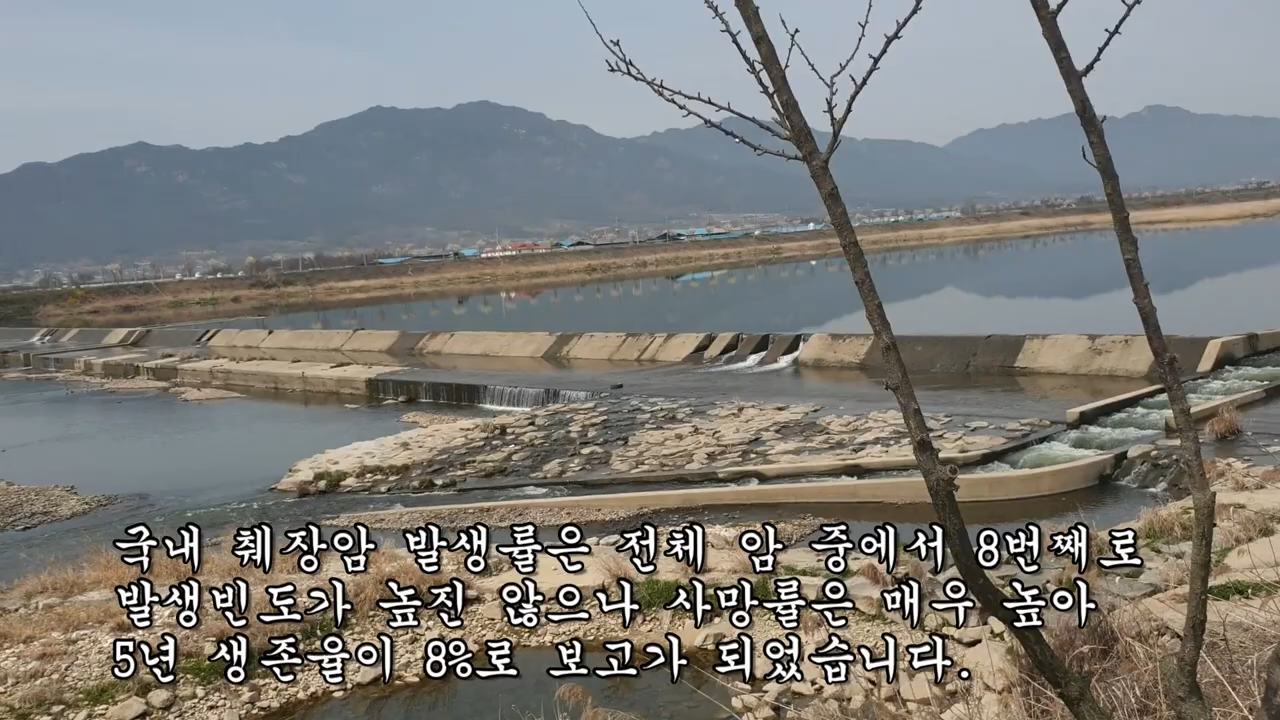 국내 췌장암 발생률은 전체 암 중에서 8번째로
발생빈도가 높진 않으나 사망률은 매우 높아
5년 생존율이 8%로 보고가 되었습니다.